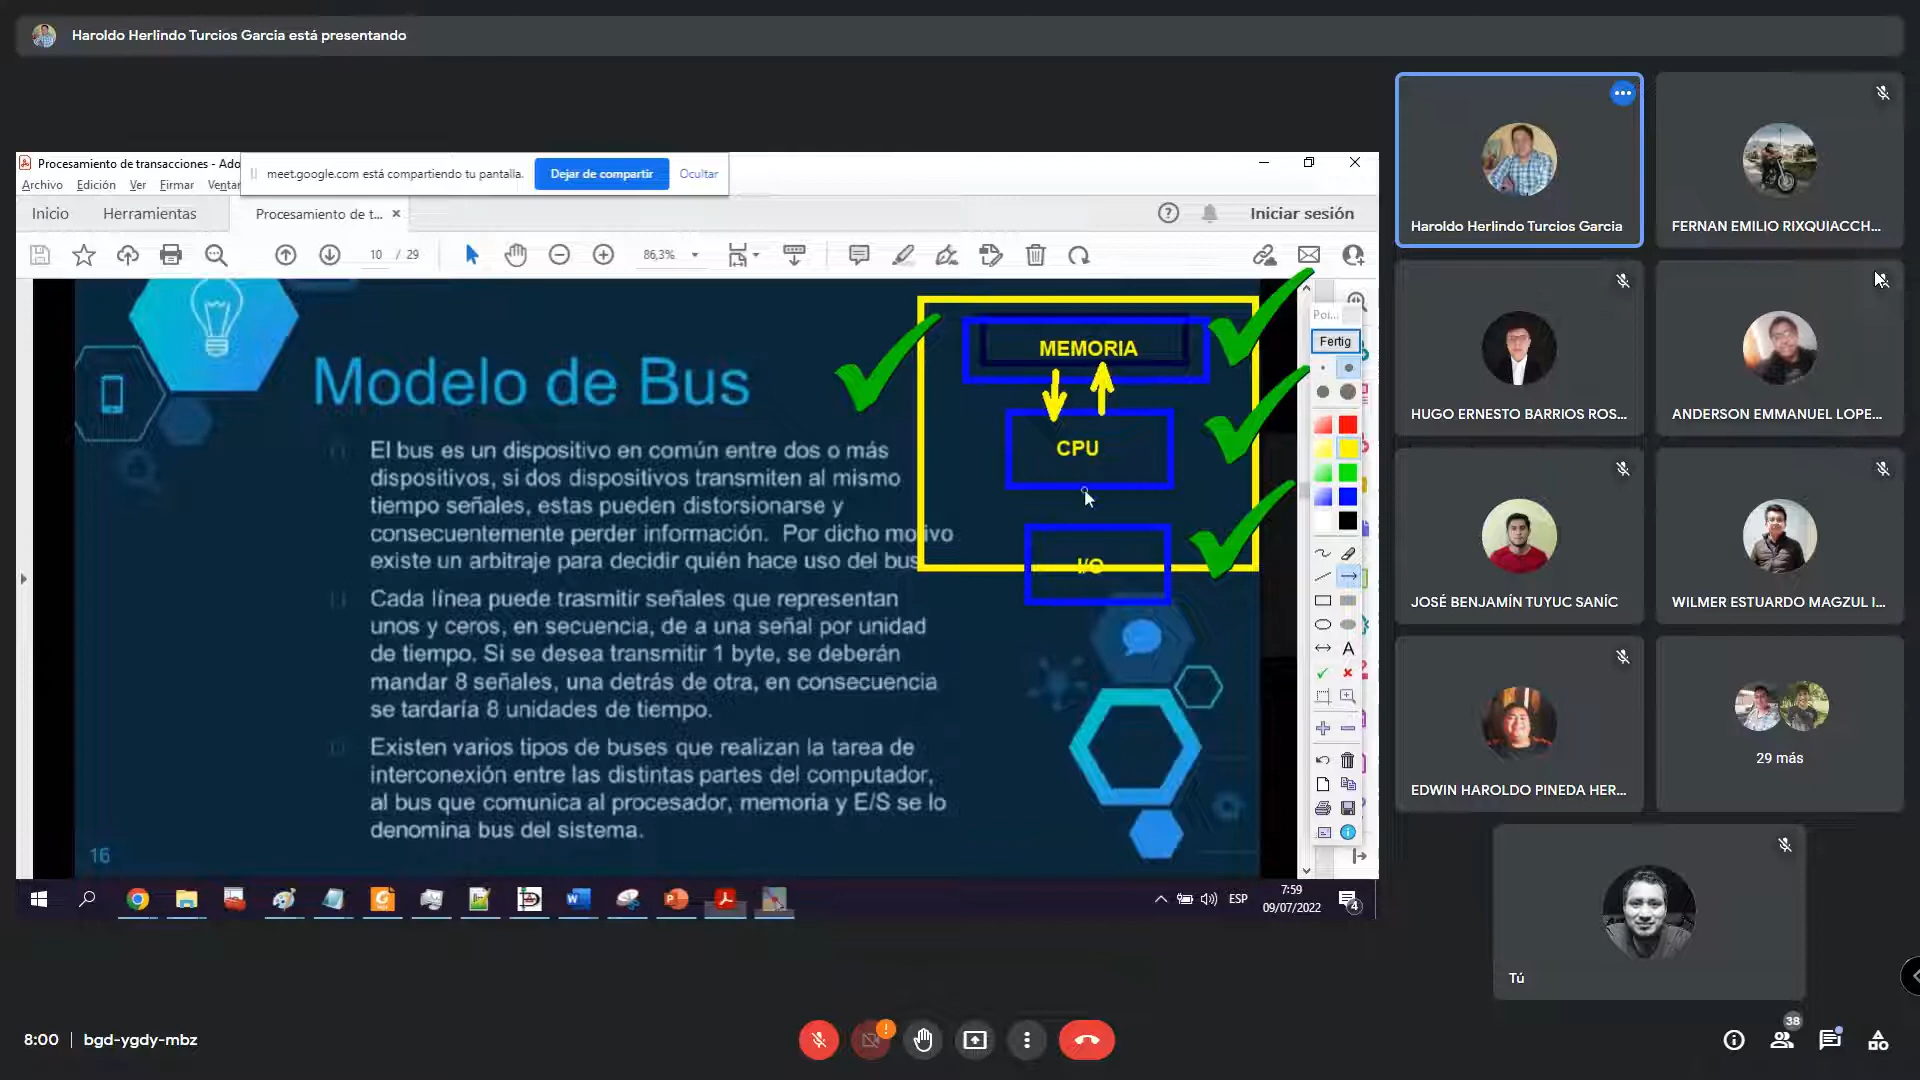 Haroldo Herlindo Turcios Garcia está presentando
Procesamiento de transacciones - Ado
meet.google.com está compartiendo tu pantalla.
Dejar de compartir
Ocultar
Archivo Edición Ver Firmar Ventar
Inicio Herramientas Procesamiento de t...
Iniciar sesión
10 / 29
86,3%
Modelo de Bus
El bus es un dispositivo en común entre dos o más
dispositivos, si dos dispositivos transmiten al mismo
tiempo señales, estas pueden distorsionarse y
consecuentemente perder información. Por dicho motivo
existe un arbitraje para decidir quién hace uso del bus
Cada línea puede trasmitir señales que representan
unos y ceros, en secuencia, de a una señal por unidad
de tiempo. Si se desea transmitir 1 byte, se deberán
mandar 8 señales, una detrás de otra, en consecuencia
se tardaría 8 unidades de tiempo.
Existen varios tipos de buses que realizan la tarea de
interconexión entre las distintas partes del computador,
al bus que comunica al procesador, memoria y E/S se lo
denomina bus del sistema.
16
MEMORIA
CPU
I/O
Poi...
Fertig
A
ESP
7:59
09/07/2022
4
Haroldo Herlindo Turcios Garcia
FERNAN EMILIO RIXQUIACCH...
HUGO ERNESTO BARRIOS ROS...
ANDERSON EMMANUEL LOPE...
JOSÉ BENJAMÍN TUYUC SANÍC
WILMER ESTUARDO MAGZUL I...
EDWIN HAROLDO PINEDA HER...
29 más
Tú
8:00 | bgd-ygdy-mbz
38